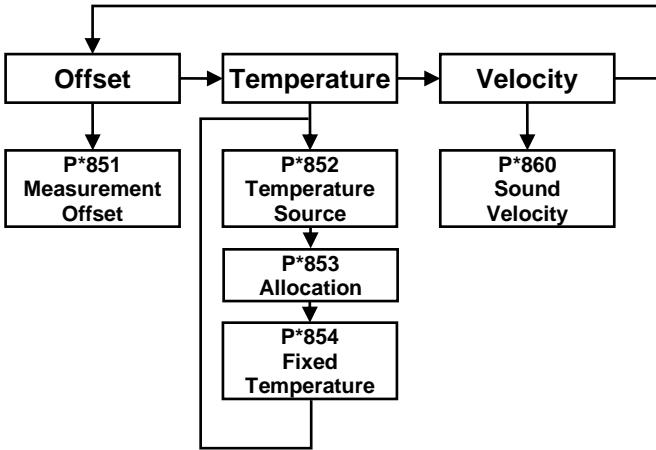 Offset
Temperature
Velocity
P*851
Measurement
Offset
P*852
Temperature
Source
P*853
Allocation
P*854
Fixed
Temperature
P*860
Sound
Velocity